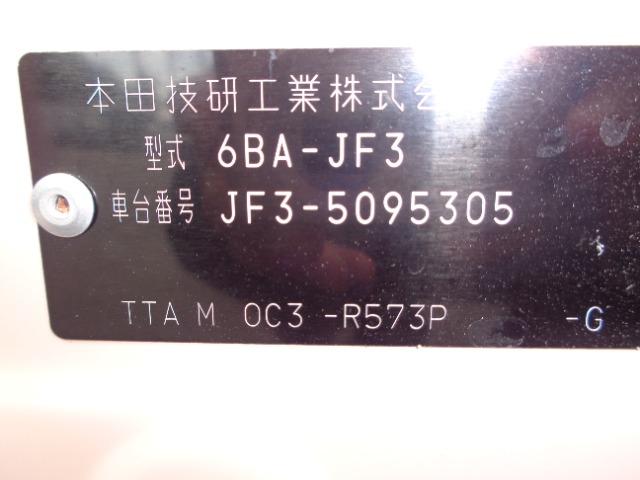 本田技研工業株式会
型式 6BA-JF3
車台番号 JF3-5095305
TTA M OC3 -R573P -G